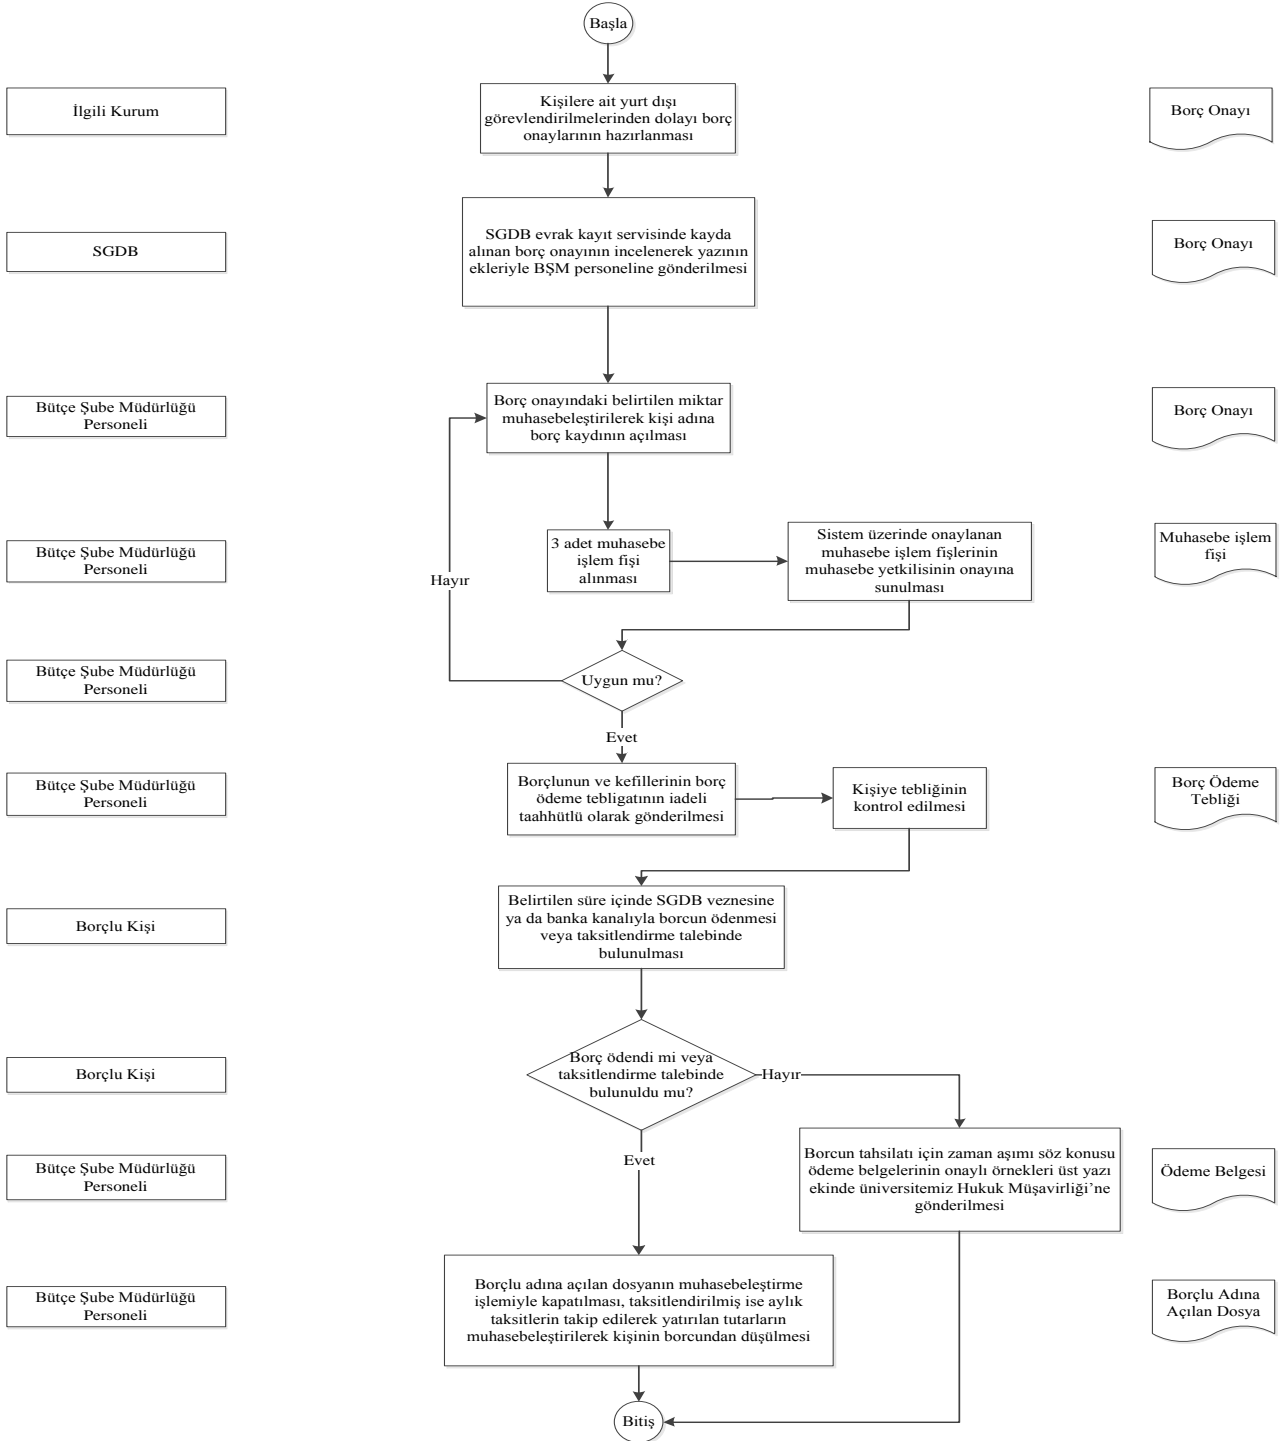 Başla
İlgili Kurum
Kişilere ait yurt dışı
görevlendirilmelerinden dolayı borç
onaylarının hazırlanması
Borç Onayı
SGDB
SGDB evrak kayıt servisinde kayda
alınan borç onayının incelenerek yazının
ekleriyle BŞM personeline gönderilmesi
Borç Onayı
Bütçe Şube Müdürlüğü
Personeli
Borç onayındaki belirtilen miktar
muhasebeleştirilerek kişi adına
borç kaydının açılması
Borç Onayı
Bütçe Şube Müdürlüğü
Personeli
Hayır
3 adet muhasebe
işlem fişi
alınması
Sistem üzerinde onaylanan
muhasebe işlem fişlerinin
muhasebe yetkilisinin onayına
sunulması
Muhasebe işlem
fişi
Bütçe Şube Müdürlüğü
Personeli
Uygun mu?
Evet
Bütçe Şube Müdürlüğü
Personeli
Borçlunun ve kefillerinin borç
ödeme tebligatının iadeli
taahhütlü olarak gönderilmesi
Kişiye tebliğinin
kontrol edilmesi
Borç Ödeme
Tebliği
Borçlu Kişi
Belirtilen süre içinde SGDB veznesine
ya da banka kanalıyla borcun ödenmesi
veya taksitlendirme talebinde
bulunulması
Borçlu Kişi
Borç ödendi mi veya
taksitlendirme talebinde
bulunuldu mu?
Hayır
Evet
Bütçe Şube Müdürlüğü
Personeli
Borcun tahsilatı için zaman aşımı söz konusu
ödeme belgelerinin onaylı örnekleri üst yazı
ekinde üniversitemiz Hukuk Müşavirliği’ne
gönderilmesi
Ödeme Belgesi
Bütçe Şube Müdürlüğü
Personeli
Borçlu adına açılan dosyanın muhasebeleştirme
işlemiyle kapatılması, taksitlendirilmiş ise aylık
taksitlerin takip edilerek yatırılan tutarların
muhasebeleştirilerek kişinin borcundan düşülmesi
Borçlu Adına
Açılan Dosya
Bitiş